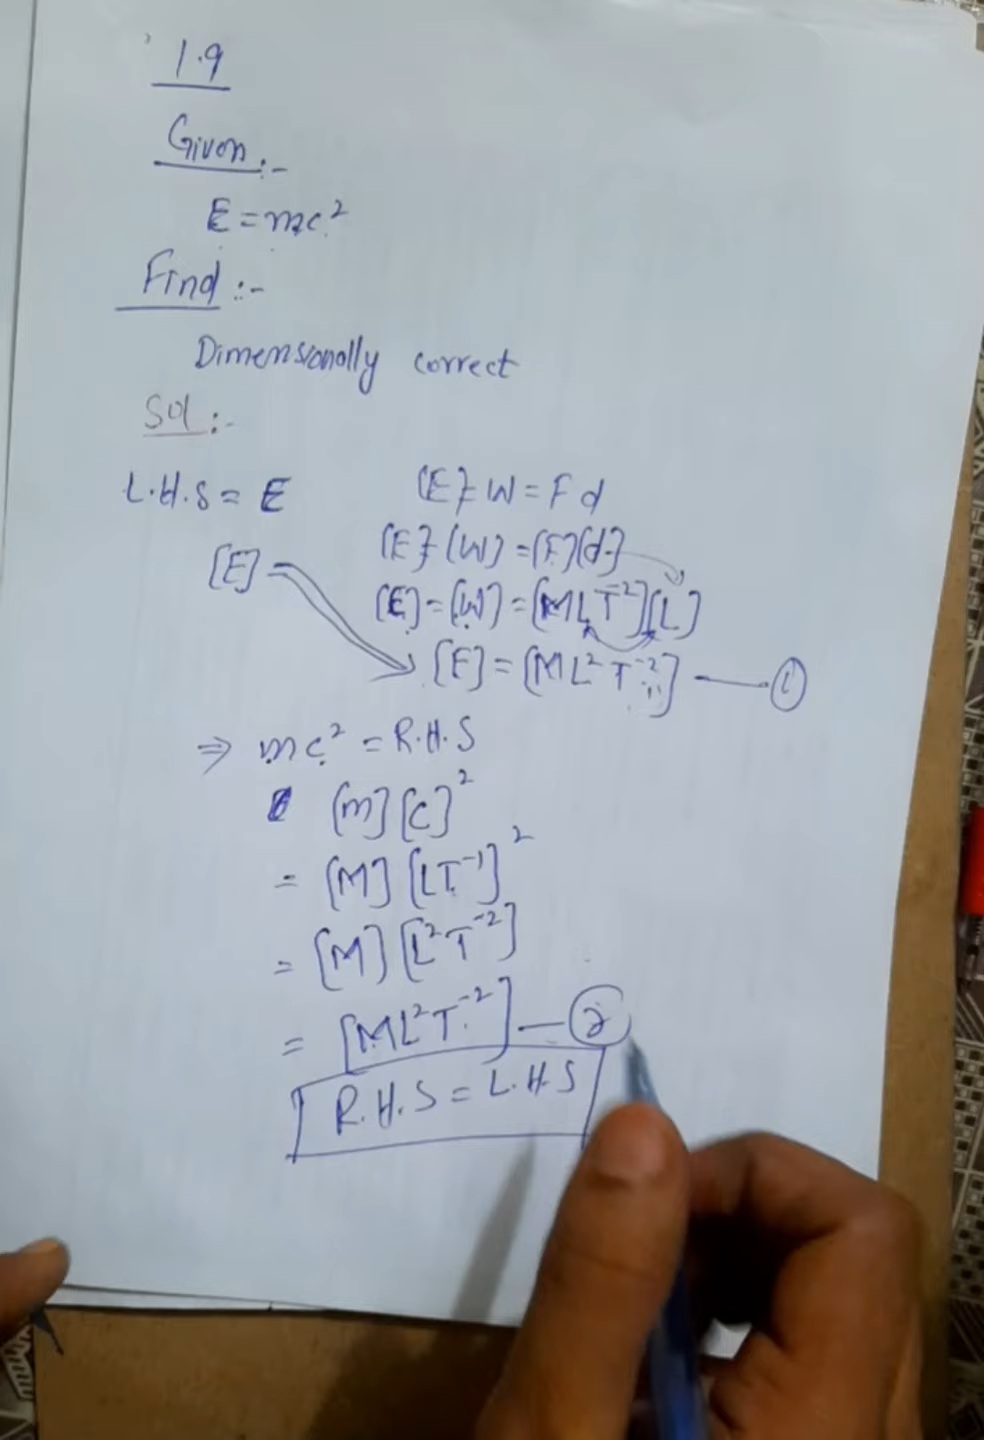 1.9
Given :-
E = mc²
Find :-
Dimensionally correct
Sol :-
L.H.S = E
[E] = W = F d
[E] = [W] = [F][d]
[E]
[E] = [W] = [MLT⁻²][L]
[E] = [ML²T⁻²] — ①
⇒ mc² = R.H.S
[m][c]²
= [M][LT⁻¹]²
= [M][L²T⁻²]
= [ML²T⁻²] — ②
R.H.S = L.H.S